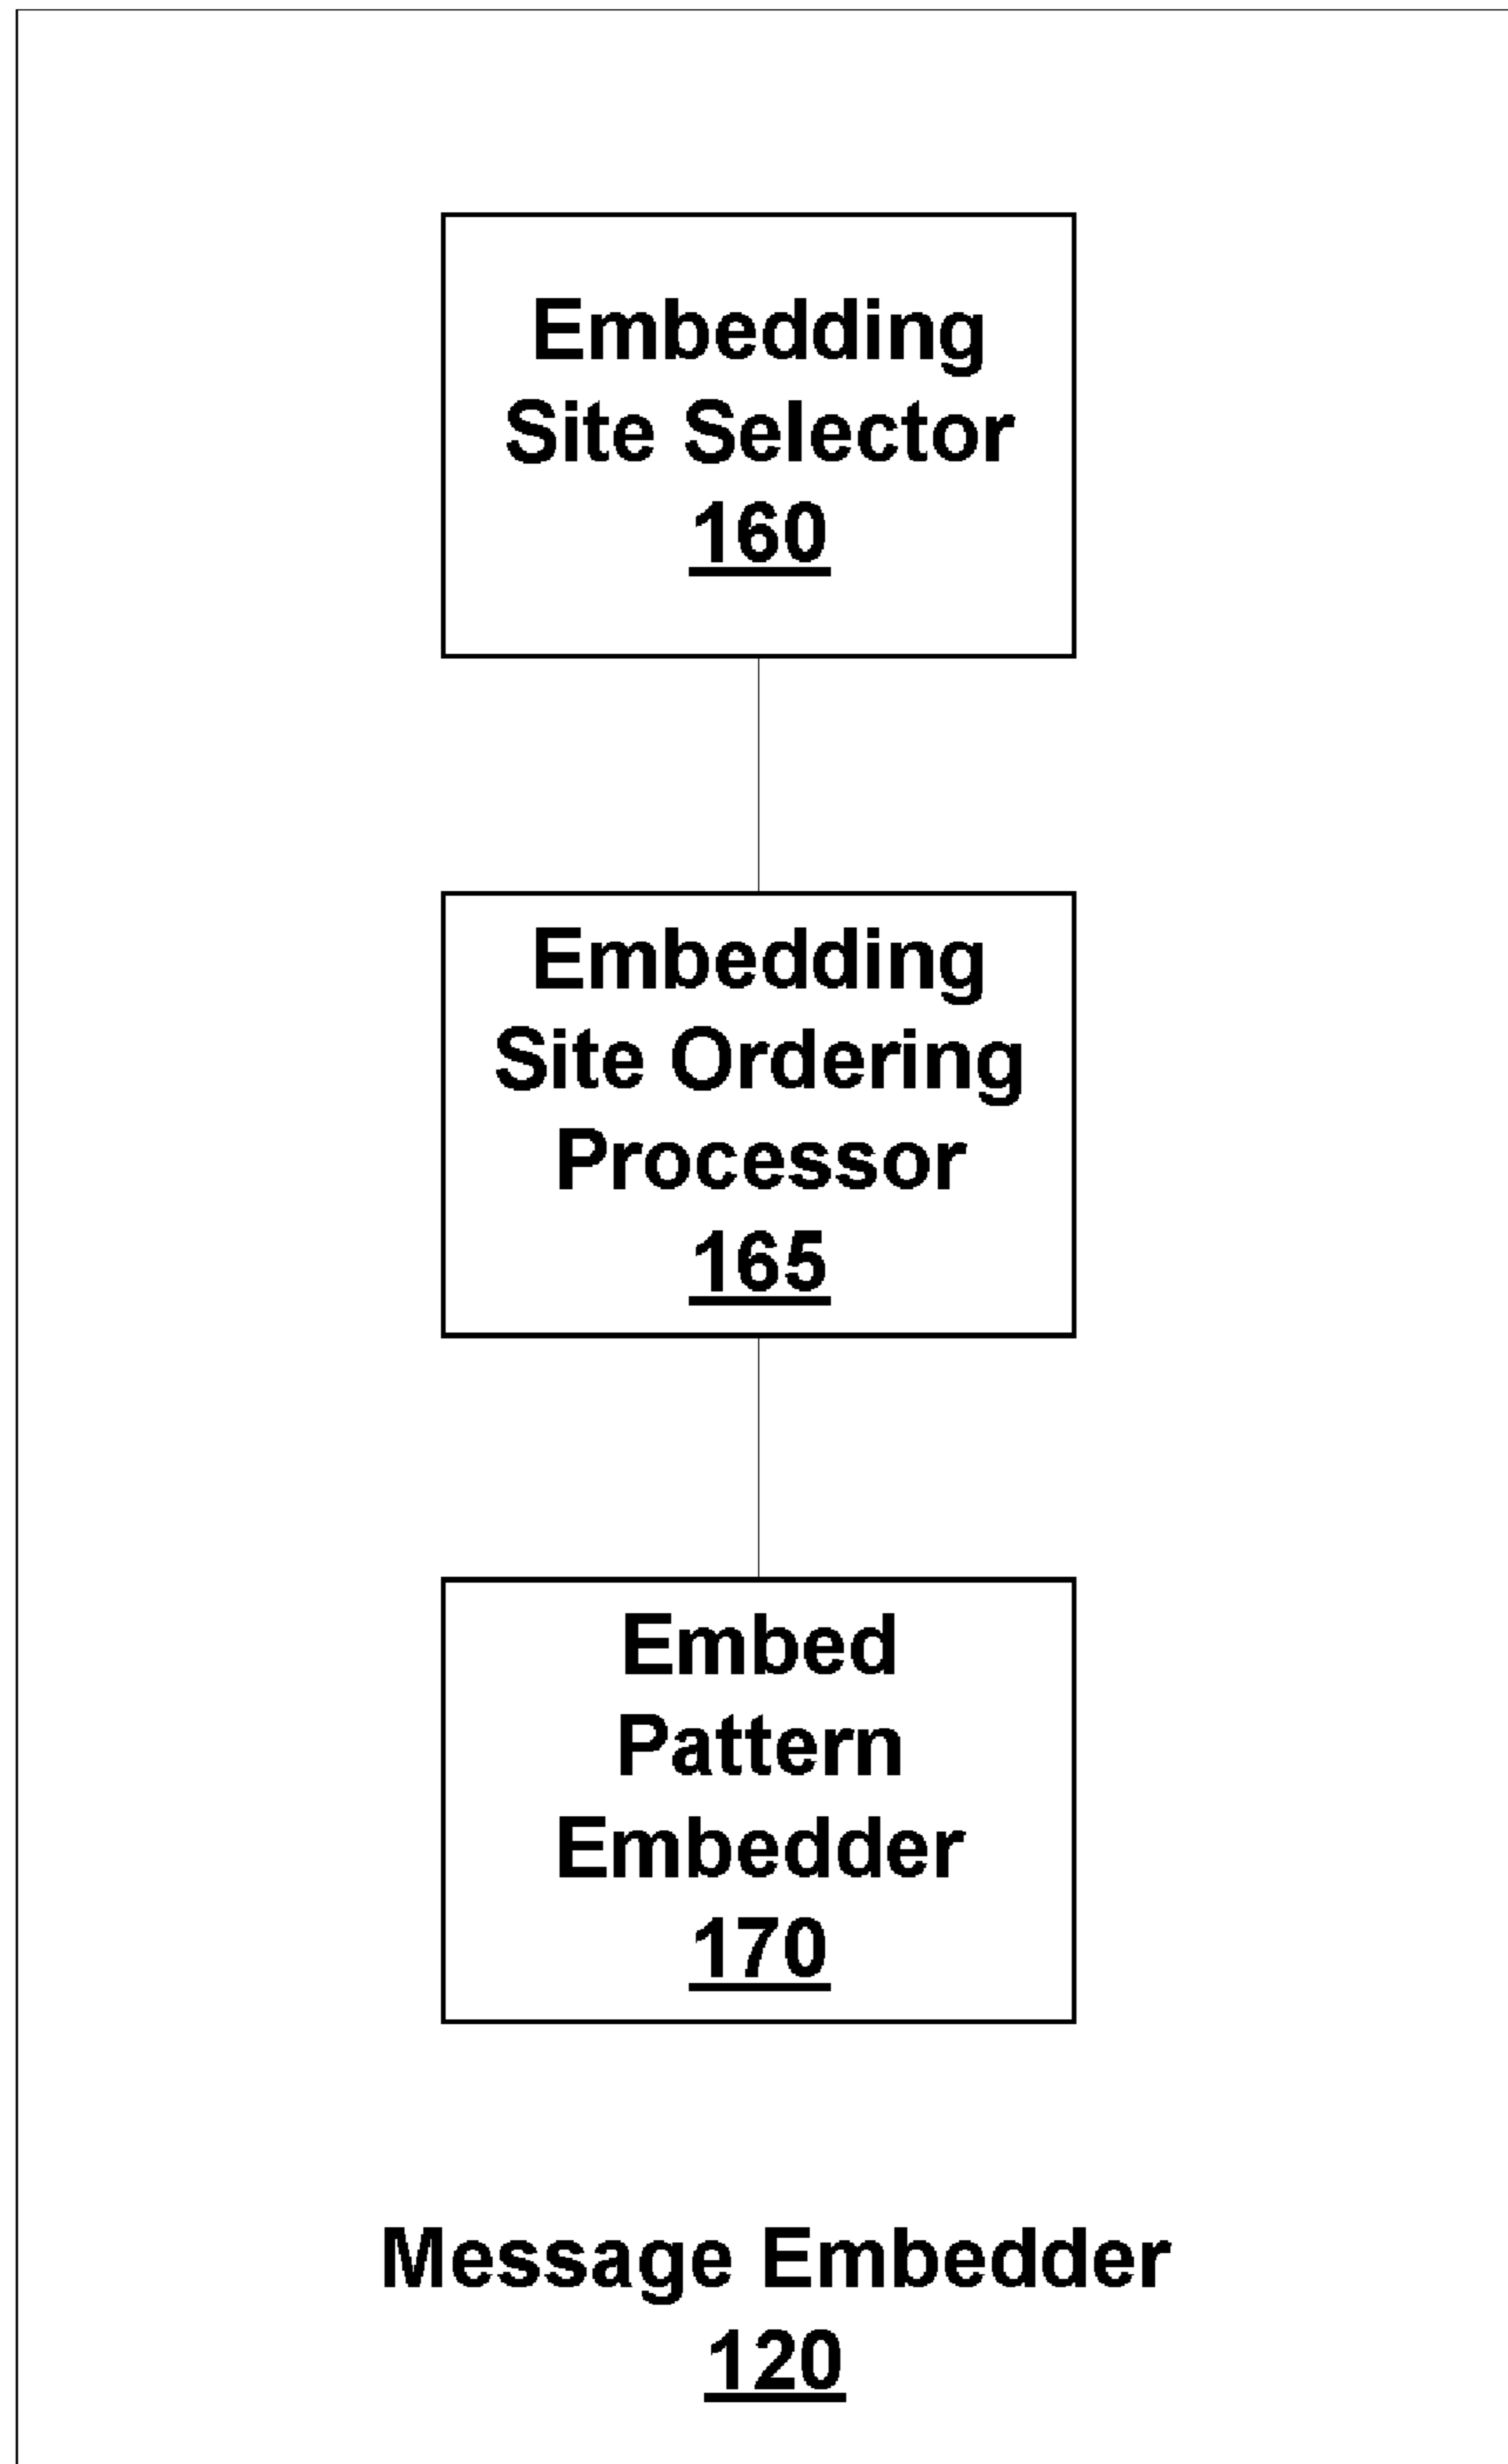 Embedding
Site Selector
160
Embedding
Site Ordering
Processor
165
Embed
Pattern
Embedder
170
Message Embedder
120